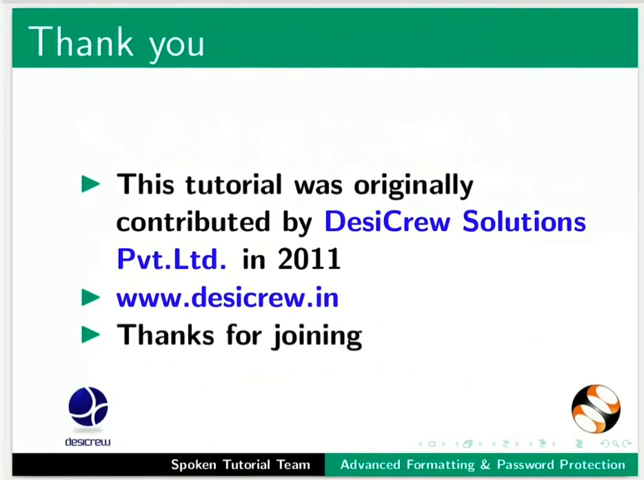 Thank you
This tutorial was originally
contributed by DesiCrew Solutions
Pvt.Ltd. in 2011
www.desicrew.in
Thanks for joining
desicrew
Spoken Tutorial Team
Advanced Formatting & Password Protection